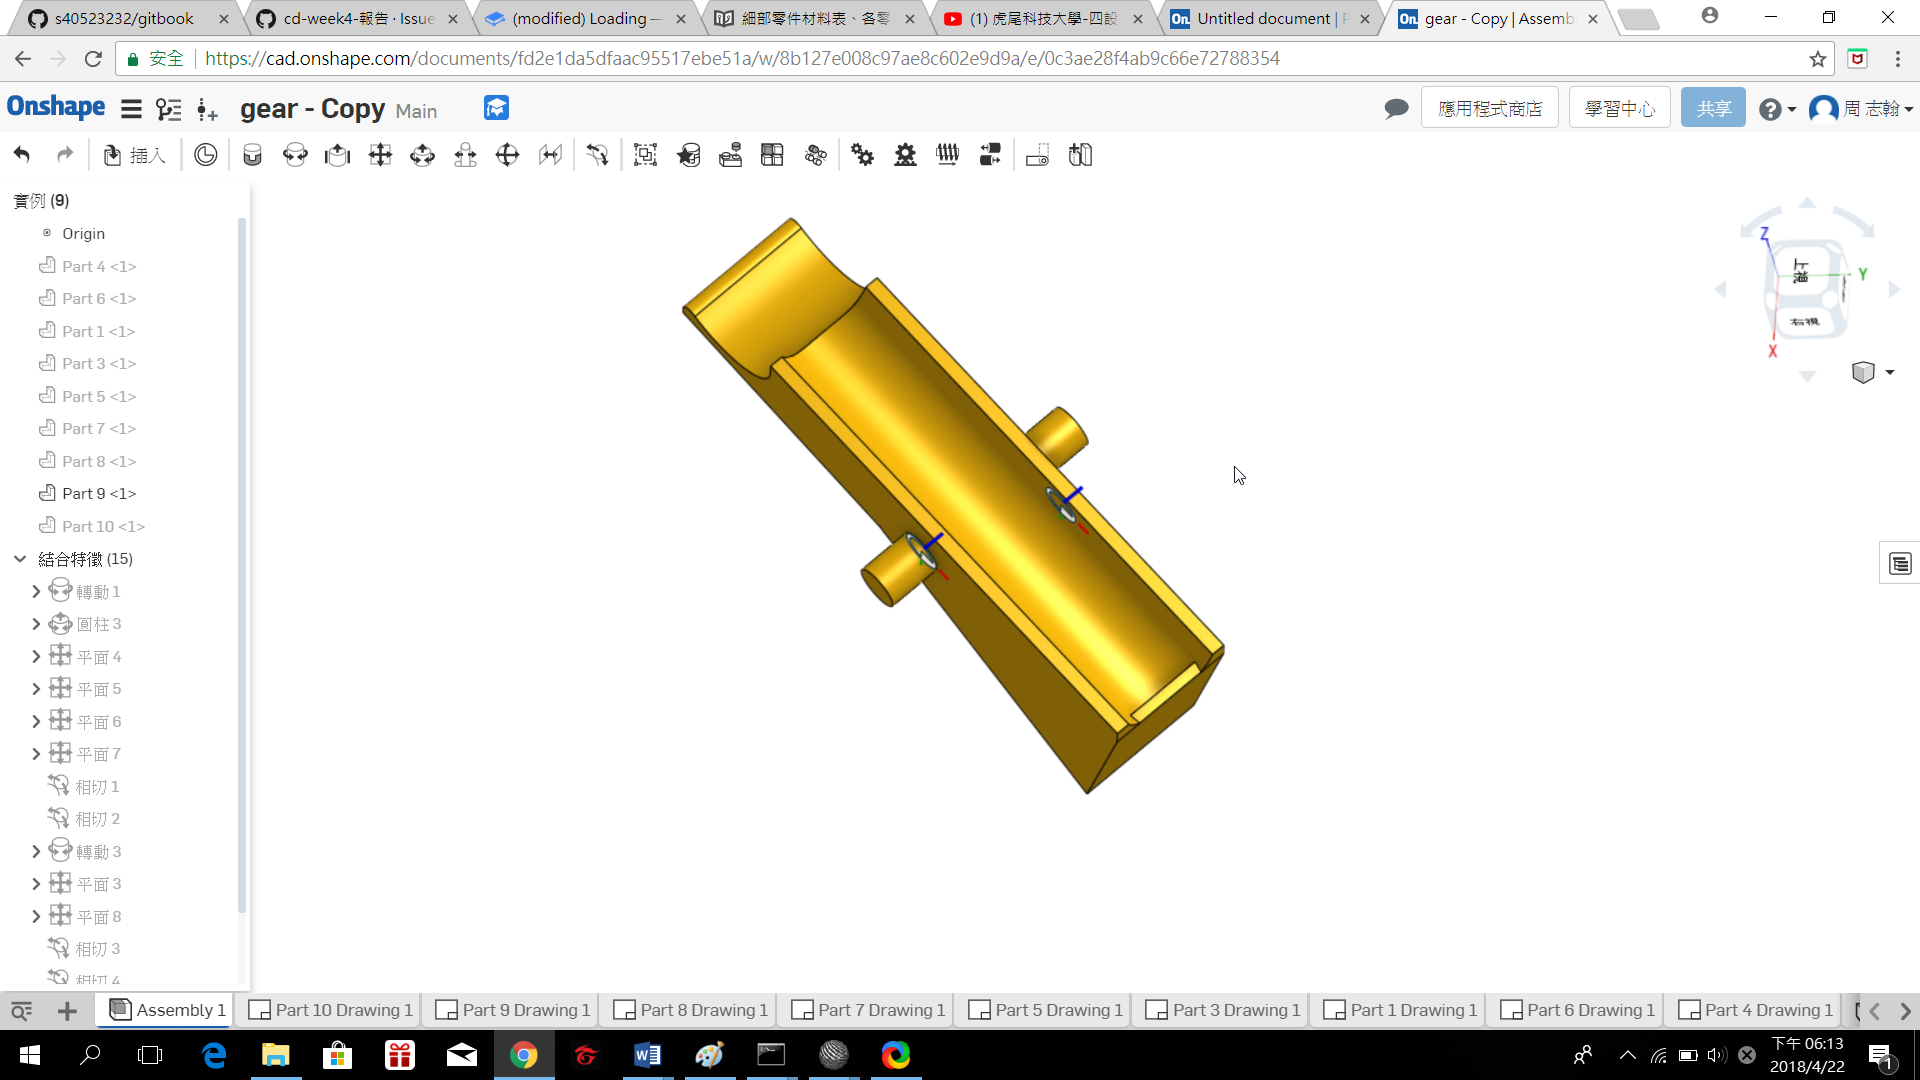 s40523232/gitbook
cd-week4-報告 · Issue
(modified) Loading —
細部零件材料表、各零
(1) 虎尾科技大學-四設
Untitled document |
gear - Copy | Assemb
安全
https://cad.onshape.com/documents/fd2e1da5dfaac95517ebe51a/w/8b127e008c97ae8c602e9d9a/e/0c3ae28f4ab9c66e72788354
Onshape
gear - Copy Main
應用程式商店
學習中心
共享
周 志翰
插入
實例 (9)
Origin
Part 4 <1>
Part 6 <1>
Part 1 <1>
Part 3 <1>
Part 5 <1>
Part 7 <1>
Part 8 <1>
Part 9 <1>
Part 10 <1>
結合特徵 (15)
轉動 1
圓柱 3
平面 4
平面 5
平面 6
平面 7
相切 1
相切 2
轉動 3
平面 3
平面 8
相切 3
相切 4
Z
Y
X
上視
右視
Assembly 1
Part 10 Drawing 1
Part 9 Drawing 1
Part 8 Drawing 1
Part 7 Drawing 1
Part 5 Drawing 1
Part 3 Drawing 1
Part 1 Drawing 1
Part 6 Drawing 1
Part 4 Drawing 1
下午 06:13
2018/4/22
1